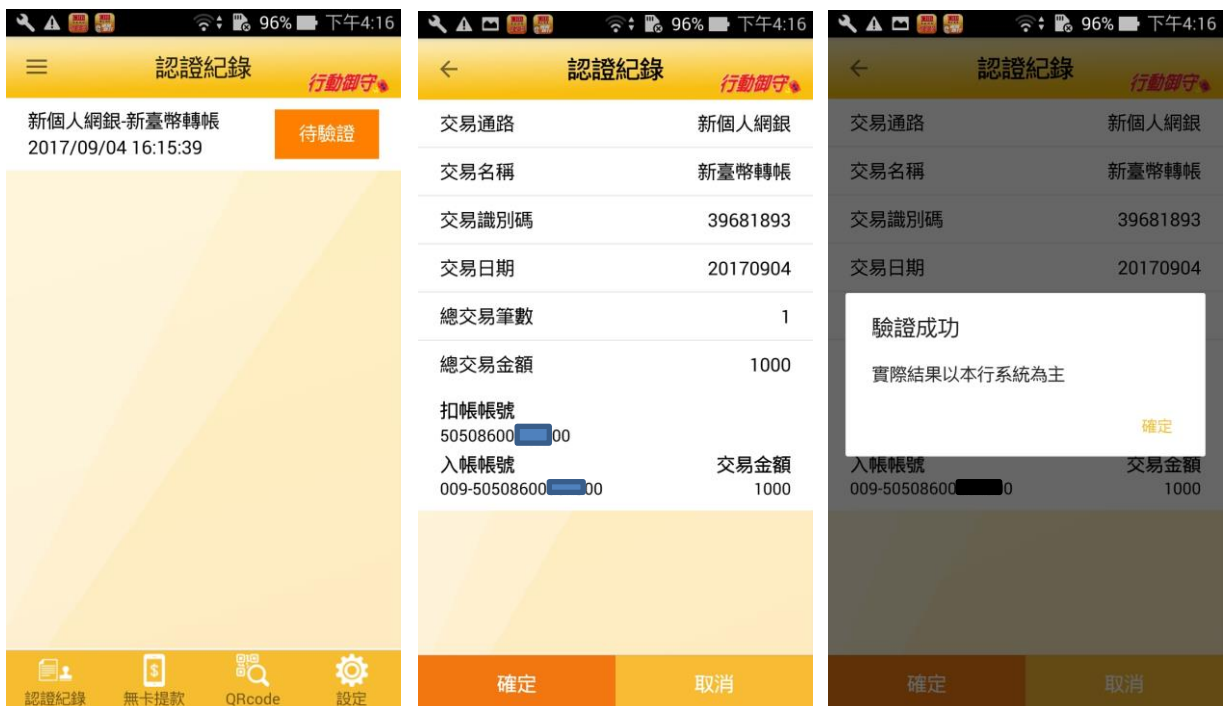 96% 下午4:16
認證紀錄
行動御守
新個人網銀-新臺幣轉帳
2017/09/04 16:15:39
待驗證
認證紀錄
無卡提款
QRcode
設定
96% 下午4:16
認證紀錄
行動御守
交易通路 新個人網銀
交易名稱 新臺幣轉帳
交易識別碼 39681893
交易日期 20170904
總交易筆數 1
總交易金額 1000
扣帳帳號
50508600 00
入帳帳號 交易金額
009-50508600 00 1000
確定 取消
96% 下午4:16
認證紀錄
行動御守
交易通路 新個人網銀
交易名稱 新臺幣轉帳
交易識別碼 39681893
交易日期 20170904
驗證成功
實際結果以本行系統為主
確定
入帳帳號 交易金額
009-50508600 0 1000
確定 取消